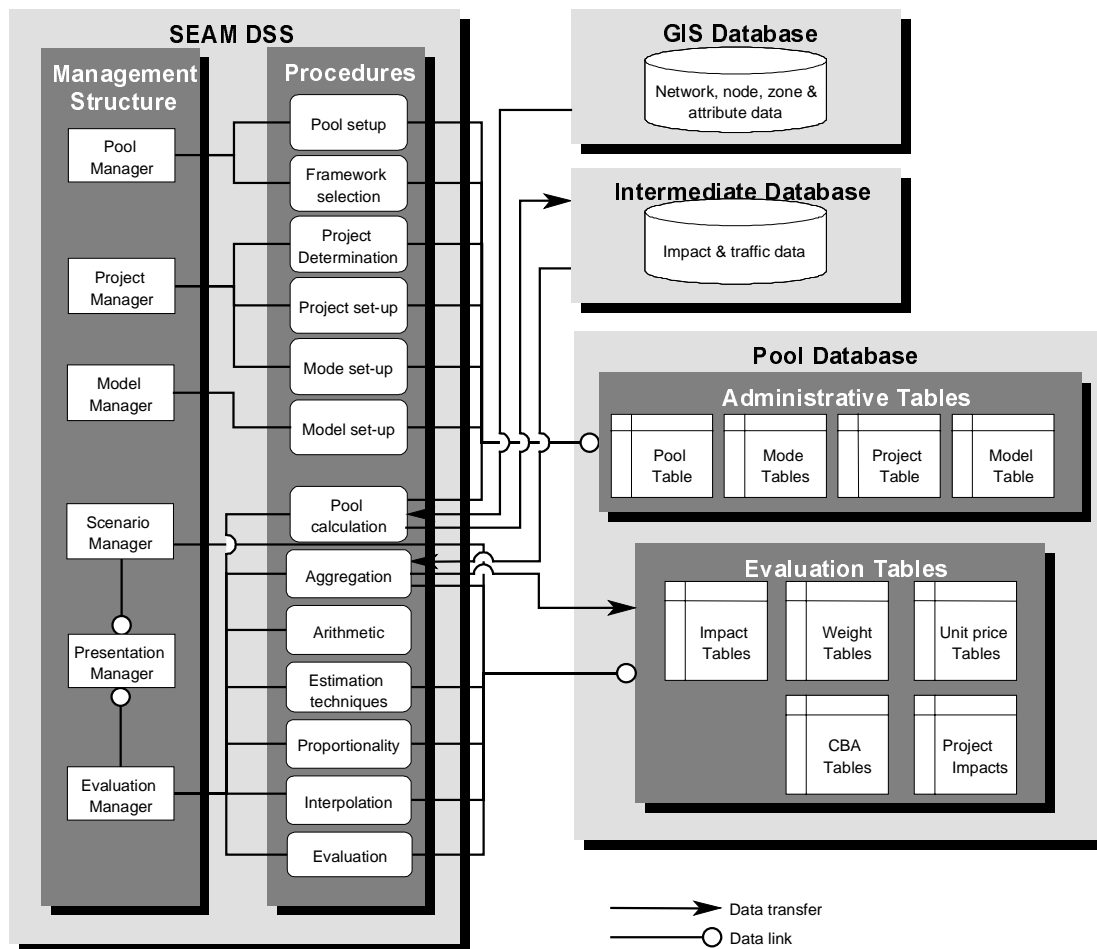 SEAM DSS
Management
Structure
Pool
Manager
Project
Manager
Model
Manager
Scenario
Manager
Presentation
Manager
Evaluation
Manager
Procedures
Pool setup
Framework
selection
Project
Determination
Project set-up
Mode set-up
Model set-up
Pool
calculation
Aggregation
Arithmetic
Estimation
techniques
Proportionality
Interpolation
Evaluation
GIS Database
Network, node, zone &
attribute data
Intermediate Database
Impact & traffic data
Pool Database
Administrative Tables
Pool
Table
Mode
Tables
Project
Table
Model
Table
Evaluation Tables
Impact
Tables
Weight
Tables
Unit price
Tables
CBA
Tables
Project
Impacts
Data transfer
Data link